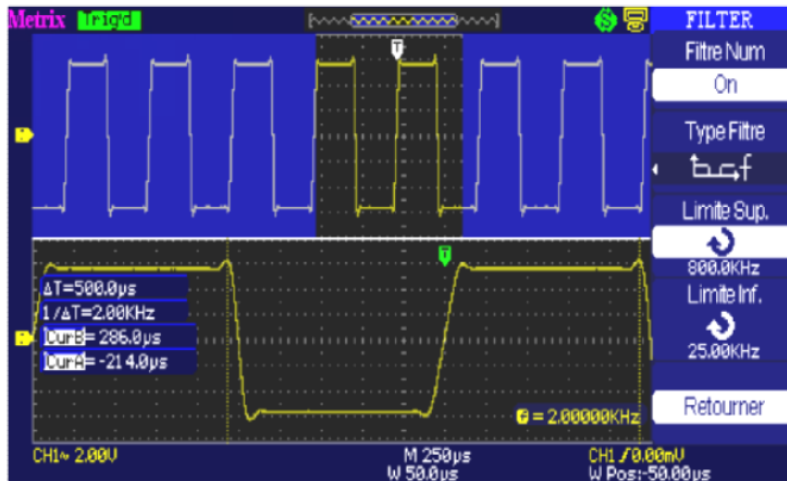 Metrix Trig'd FILTER
T
Filtre Num
On
Type Filtre
f
Limite Sup.
800.0KHz
Limite Inf.
25.00KHz
Retourner
T
ΔT=500.0µs
1/ΔT=2.00KHz
CurB= 286.0µs
CurA= -214.0µs
f = 2.00000KHz
CH1~ 2.00V M 250µs CH1 /0.00mV
W 50.0µs W Pos:-50.00µs